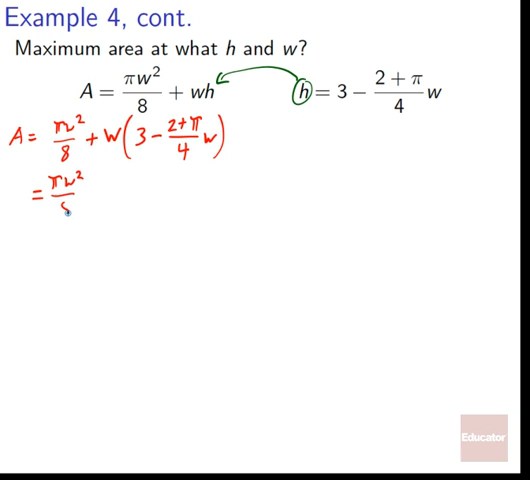 Example 4, cont.
Maximum area at what h and w?
A = πw²/8 + wh    h = 3 − (2 + π)/4 w
A = πw²/8 + w(3 − (2+π)/4 w)
= πw²/8
Educator